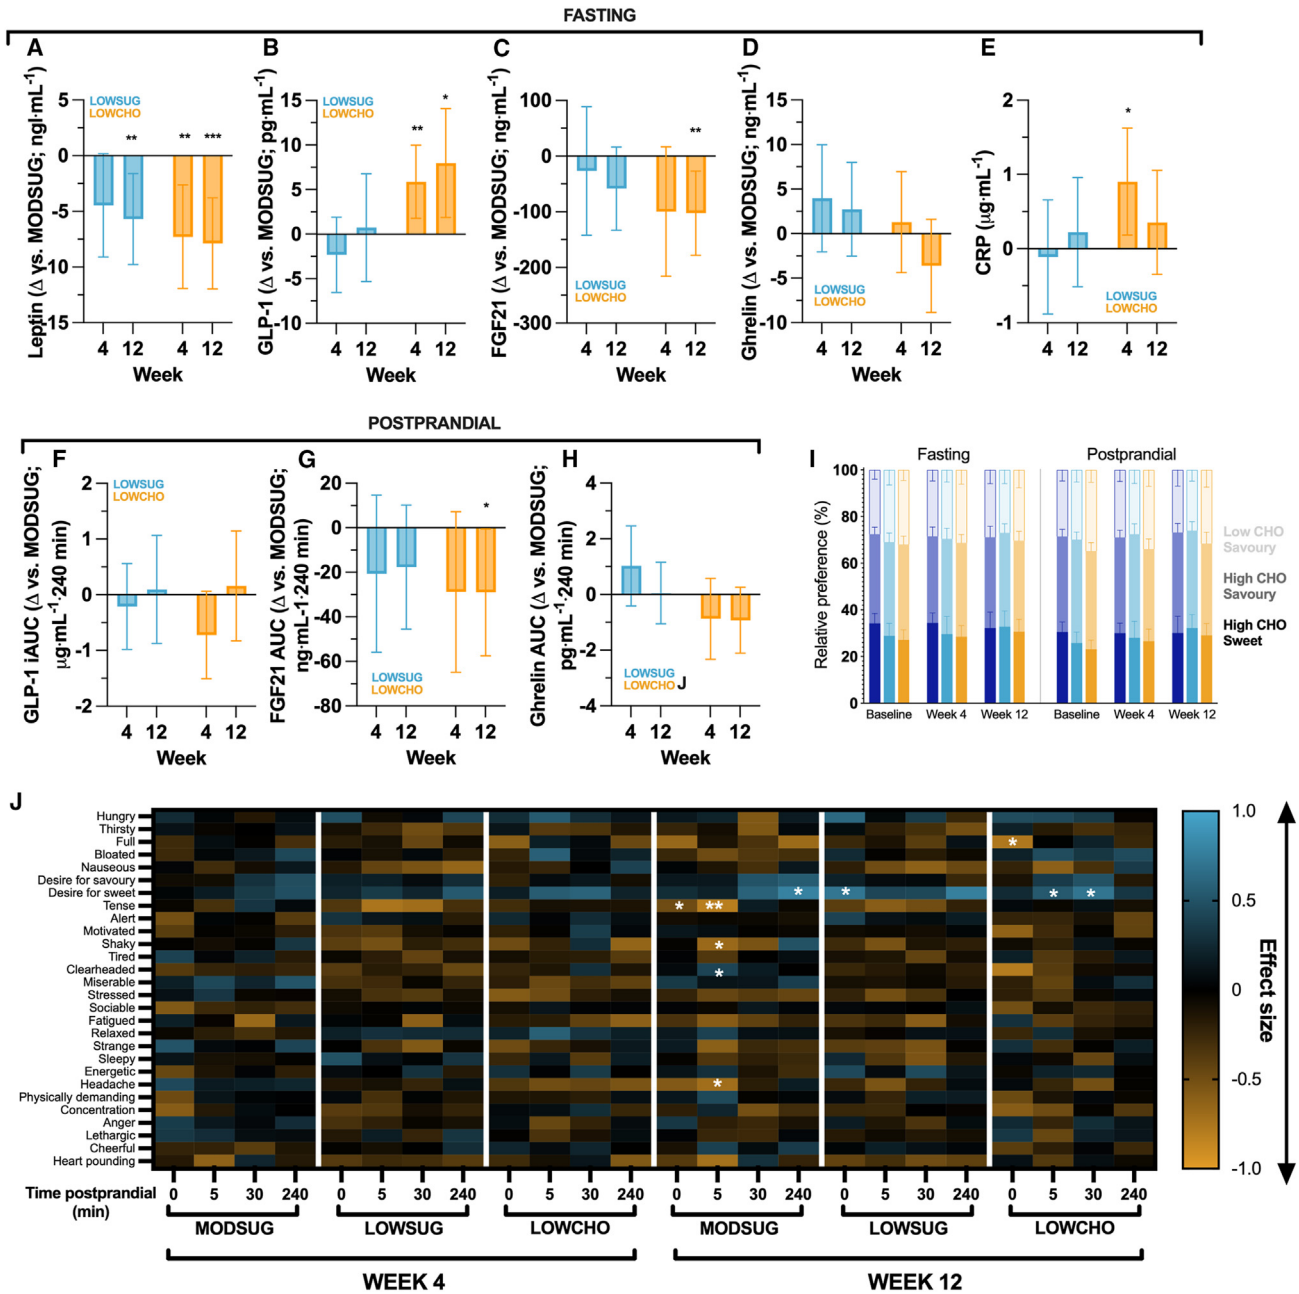 FASTING
A
Leptin (Δ vs. MODSUG; ngl·mL⁻¹)
5
0
-5
-10
-15
LOWSUG
LOWCHO
**
**
***
4 12 4 12
Week
B
GLP-1 (Δ vs. MODSUG; pg·mL⁻¹)
15
10
5
0
-5
-10
LOWSUG
LOWCHO
**
*
4 12 4 12
Week
C
FGF21 (Δ vs. MODSUG; ng·mL⁻¹)
100
0
-100
-200
-300
**
LOWSUG
LOWCHO
4 12 4 12
Week
D
Ghrelin (Δ vs. MODSUG; ng·mL⁻¹)
15
10
5
0
-5
-10
LOWSUG
LOWCHO
4 12 4 12
Week
E
CRP (μg·mL⁻¹)
2
1
0
-1
*
LOWSUG
LOWCHO
4 12 4 12
Week
POSTPRANDIAL
F
GLP-1 iAUC (Δ vs. MODSUG;
μg·mL⁻¹·240 min)
2
1
0
-1
-2
LOWSUG
LOWCHO
4 12 4 12
Week
G
FGF21 AUC (Δ vs. MODSUG;
ng·mL-1·240 min)
20
0
-20
-40
-60
-80
*
LOWSUG
LOWCHO
4 12 4 12
Week
H
Ghrelin AUC (Δ vs. MODSUG;
pg·mL⁻¹·240 min)
4
2
0
-2
-4
LOWSUG
LOWCHO J
4 12 4 12
Week
I
Fasting Postprandial
Relative preference (%)
100
80
60
40
20
0
Baseline Week 4 Week 12 Baseline Week 4 Week 12
Low CHO
Savoury
High CHO
Savoury
High CHO
Sweet
J
Hungry
Thirsty
Full *
Bloated
Nauseous
Desire for savoury
Desire for sweet * * * *
Tense * **
Alert
Motivated
Shaky *
Tired
Clearheaded *
Miserable
Stressed
Sociable
Fatigued
Relaxed
Strange
Sleepy
Energetic
Headache *
Physically demanding
Concentration
Anger
Lethargic
Cheerful
Heart pounding
Time postprandial
(min)
0 5 30 240 0 5 30 240 0 5 30 240 0 5 30 240 0 5 30 240 0 5 30 240
MODSUG LOWSUG LOWCHO MODSUG LOWSUG LOWCHO
WEEK 4 WEEK 12
1.0
0.5
0
-0.5
-1.0
Effect size